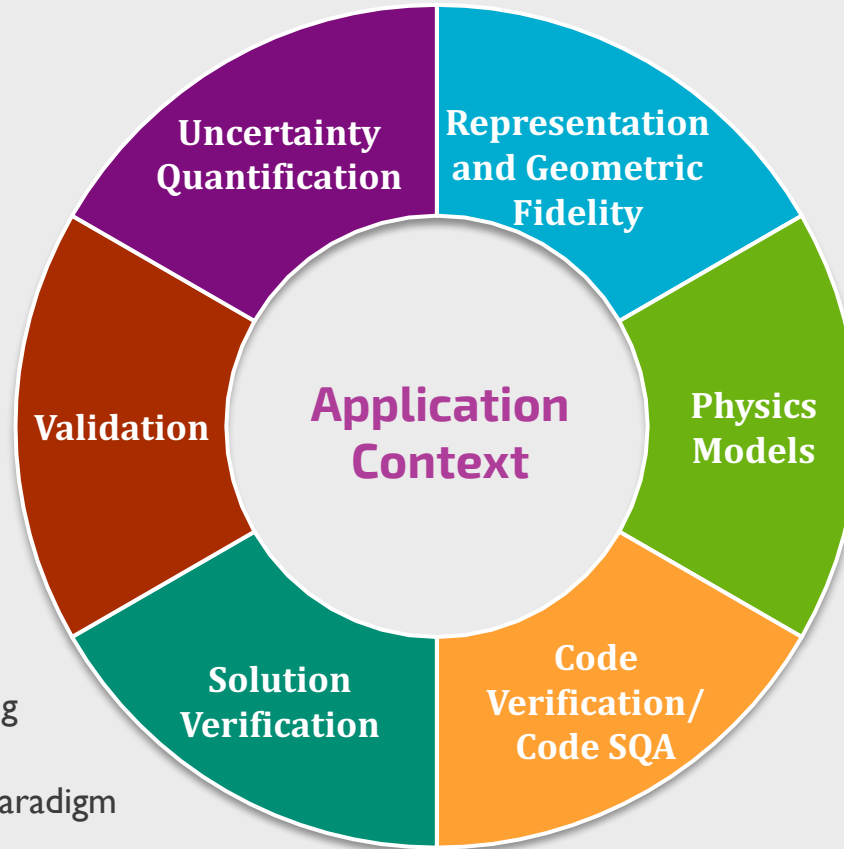 Uncertainty
Quantification
Representation
and Geometric
Fidelity
Validation
Application
Context
Physics
Models
Solution
Verification
Code
Verification/
Code SQA